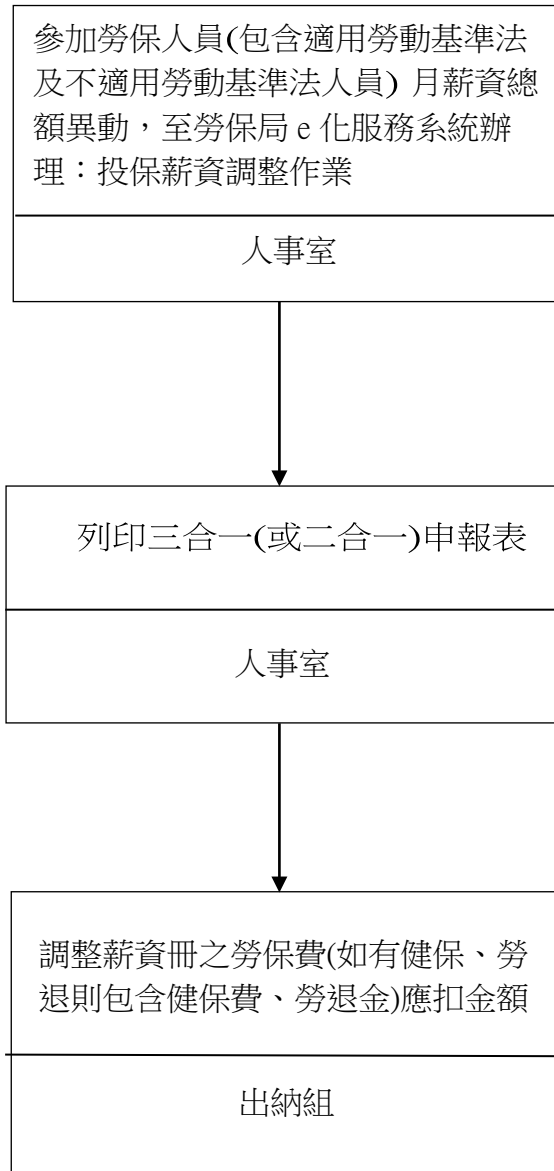 參加勞保人員(包含適用勞動基準法
及不適用勞動基準法人員) 月薪資總
額異動，至勞保局 e 化服務系統辦
理：投保薪資調整作業
人事室
列印三合一(或二合一)申報表
人事室
調整薪資冊之勞保費(如有健保、勞
退則包含健保費、勞退金)應扣金額
出納組